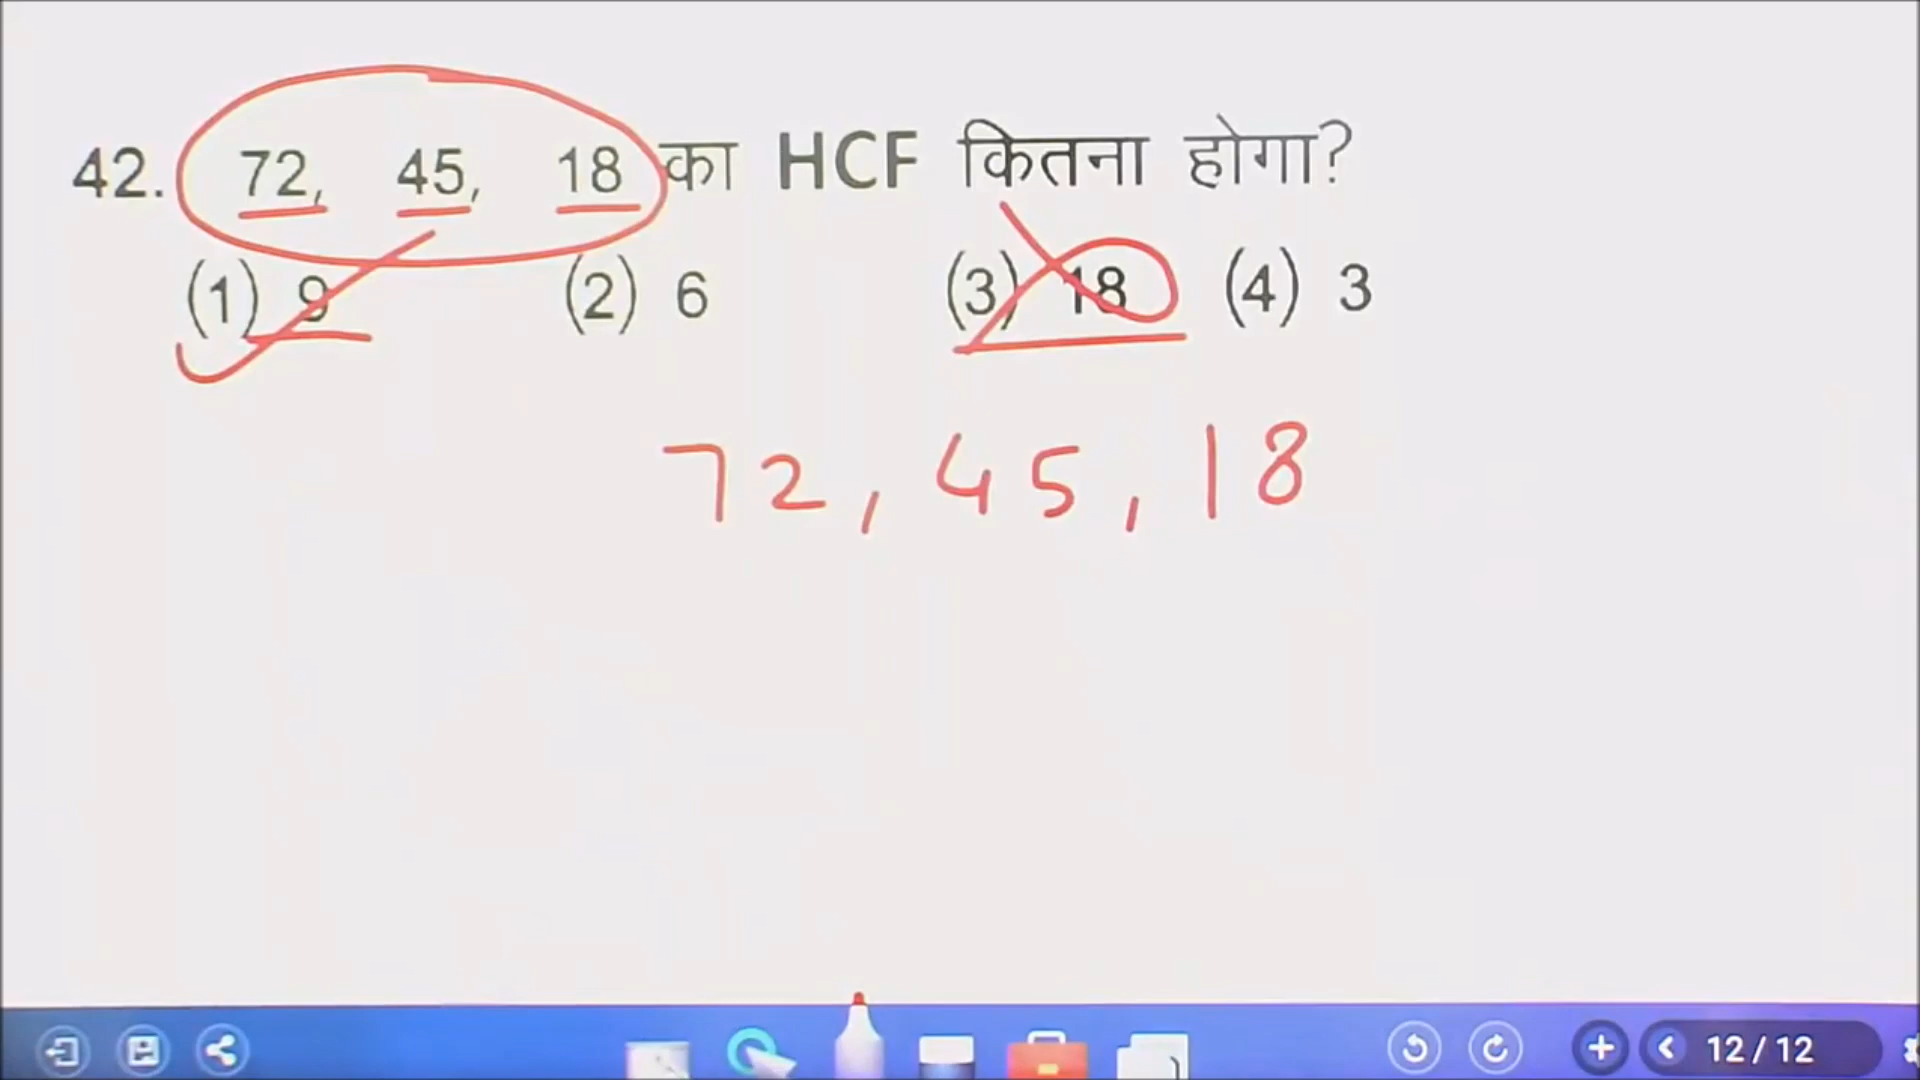 42. 72, 45, 18 का HCF कितना होगा?
(1) 9 (2) 6 (3) 18 (4) 3
72, 45, 18
12/12